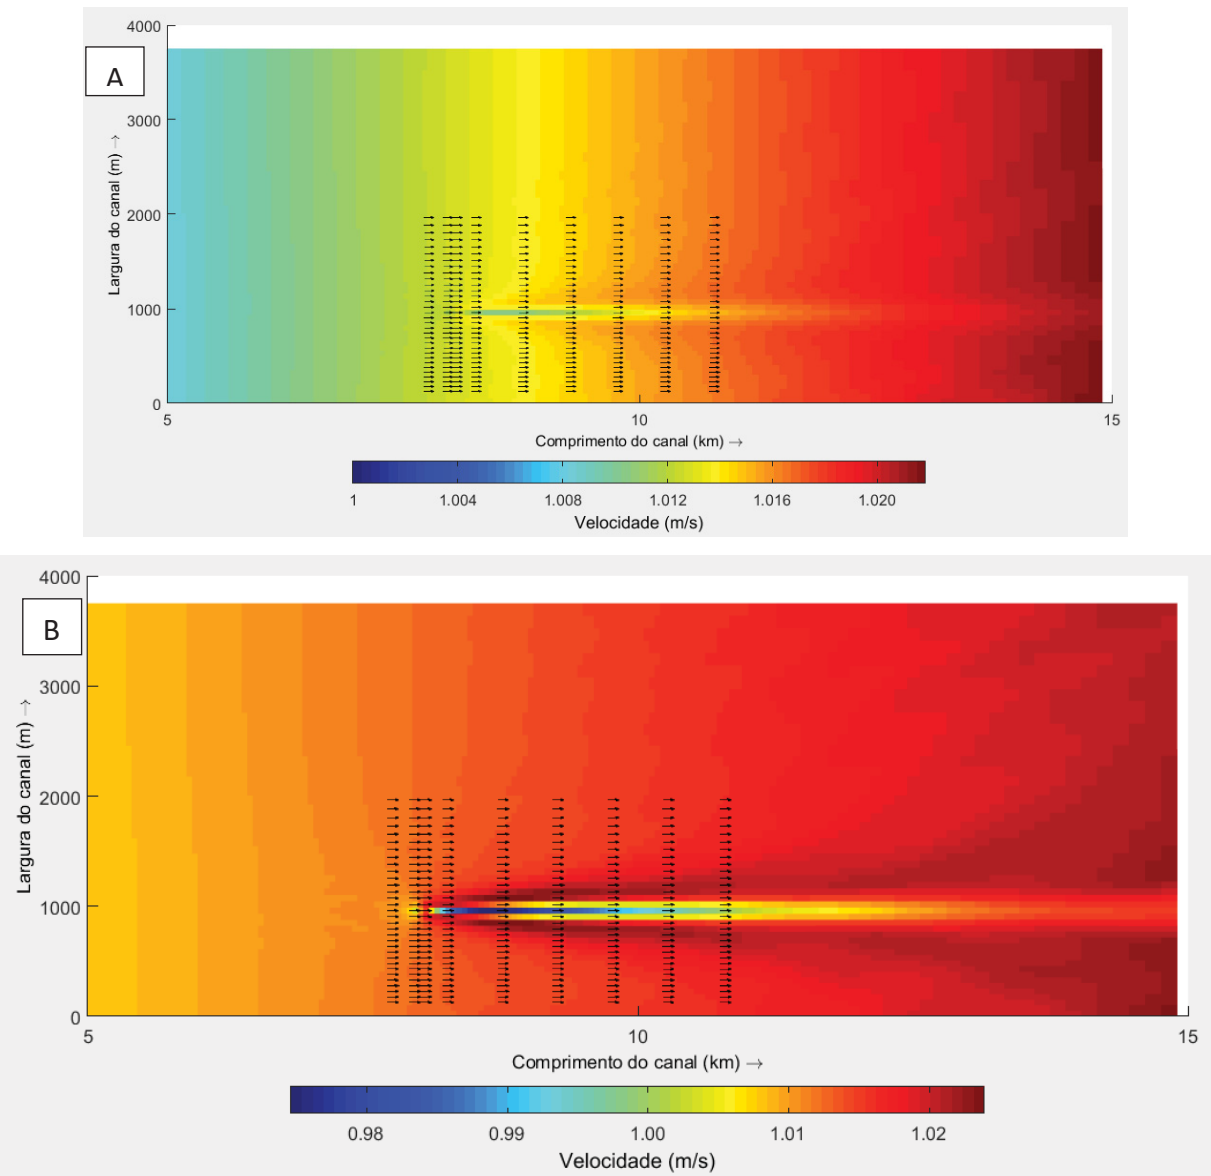 A
4000
3000
2000
1000
0
Largura do canal (m) →
5 10 15
Comprimento do canal (km) →
1 1.004 1.008 1.012 1.016 1.020
Velocidade (m/s)
B
4000
3000
2000
1000
0
Largura do canal (m) →
5 10 15
Comprimento do canal (km) →
0.98 0.99 1.00 1.01 1.02
Velocidade (m/s)